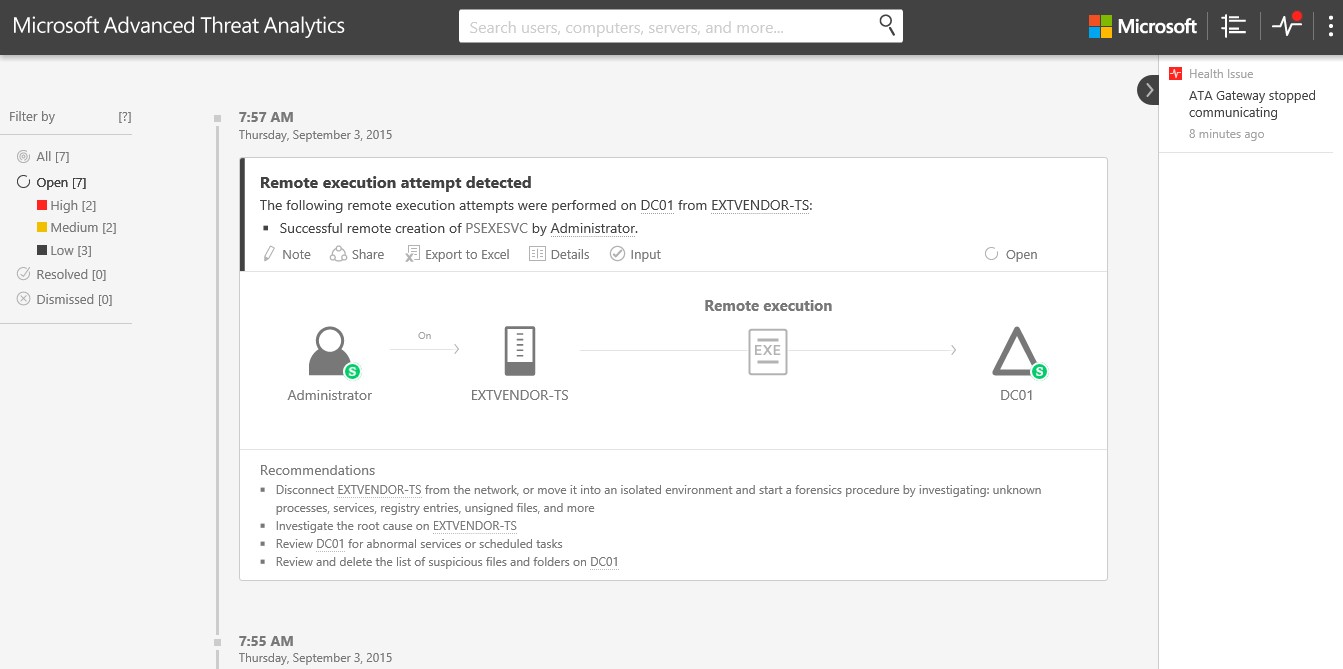 Microsoft Advanced Threat Analytics
Search users, computers, servers, and more...
Microsoft
Filter by [?]
All [7]
Open [7]
High [2]
Medium [2]
Low [3]
Resolved [0]
Dismissed [0]
7:57 AM
Thursday, September 3, 2015
Remote execution attempt detected
The following remote execution attempts were performed on DC01 from EXTVENDOR-TS:
▪ Successful remote creation of PSEXESVC by Administrator.
Note Share Export to Excel Details Input Open
Remote execution
On
EXE
S
S
Administrator EXTVENDOR-TS DC01
Recommendations
▪ Disconnect EXTVENDOR-TS from the network, or move it into an isolated environment and start a forensics procedure by investigating: unknown
processes, services, registry entries, unsigned files, and more
▪ Investigate the root cause on EXTVENDOR-TS
▪ Review DC01 for abnormal services or scheduled tasks
▪ Review and delete the list of suspicious files and folders on DC01
7:55 AM
Thursday, September 3, 2015
Health Issue
ATA Gateway stopped
communicating
8 minutes ago